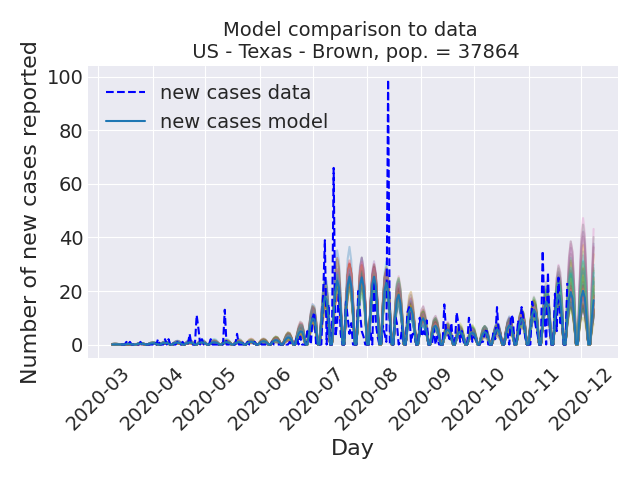 Model comparison to data
US - Texas - Brown, pop. = 37864
Number of new cases reported
100
80
60
40
20
0
new cases data
new cases model
2020-03
2020-04
2020-05
2020-06
2020-07
2020-08
2020-09
2020-10
2020-11
2020-12
Day